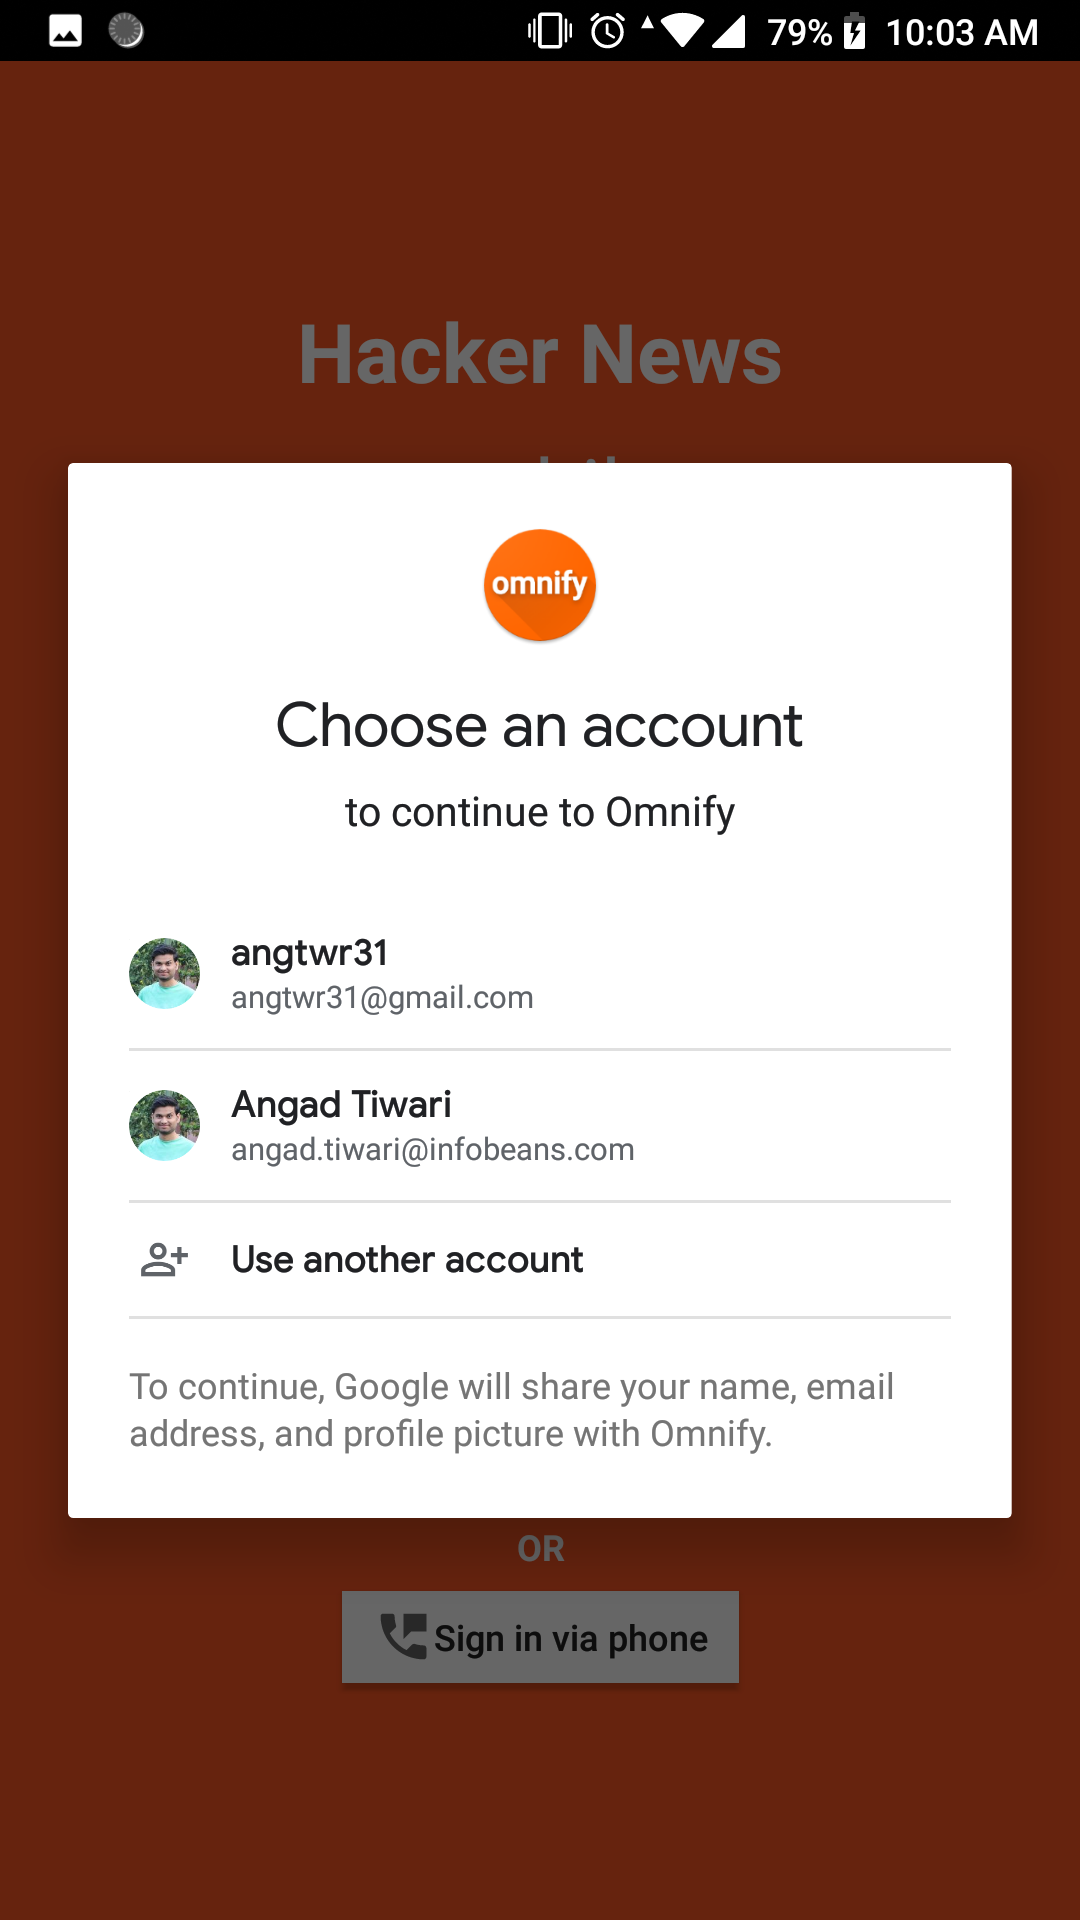 79% 10:03 AM
Hacker News
omnify
Choose an account
to continue to Omnify
angtwr31
angtwr31@gmail.com
Angad Tiwari
angad.tiwari@infobeans.com
Use another account
To continue, Google will share your name, email
address, and profile picture with Omnify.
OR
Sign in via phone